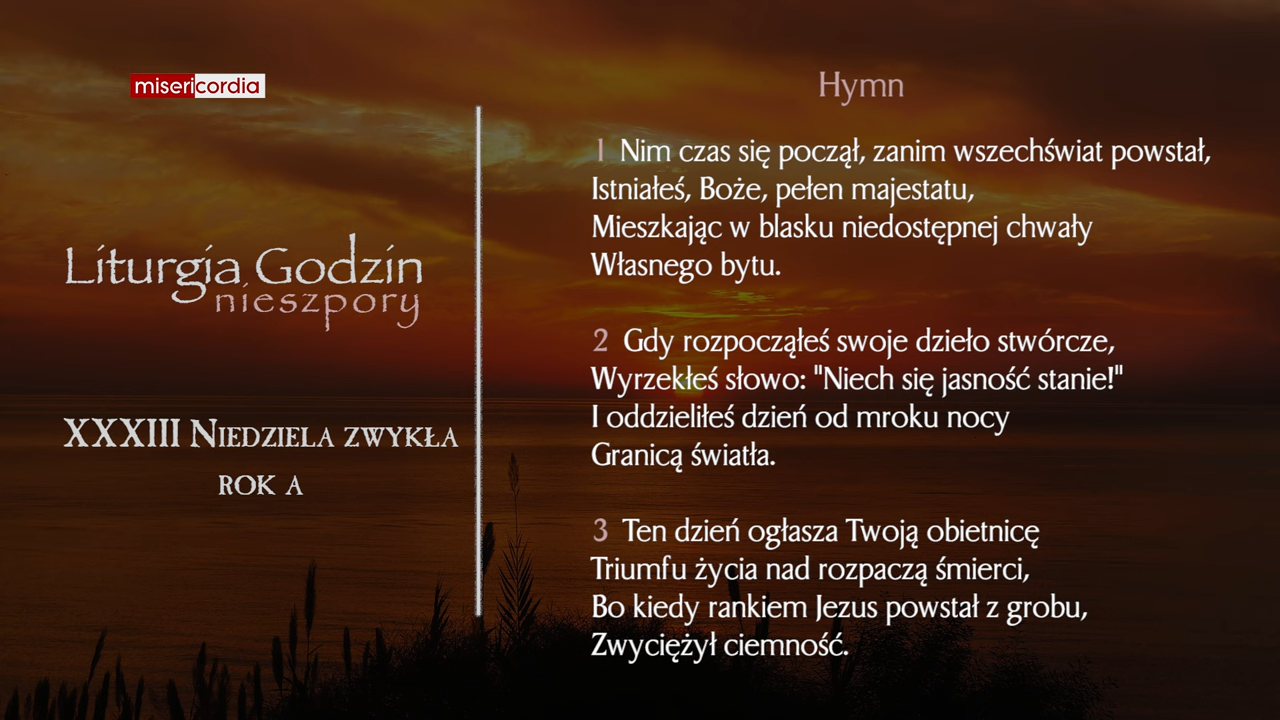 misericordia
Liturgia Godzin
nieszpory
XXXIII Niedziela zwykła
rok A
Hymn
1 Nim czas się począł, zanim wszechświat powstał,
Istniałeś, Boże, pełen majestatu,
Mieszkając w blasku niedostępnej chwały
Własnego bytu.
2 Gdy rozpocząłeś swoje dzieło stwórcze,
Wyrzekłeś słowo: "Niech się jasność stanie!"
I oddzieliłeś dzień od mroku nocy
Granicą światła.
3 Ten dzień ogłasza Twoją obietnicę
Triumfu życia nad rozpaczą śmierci,
Bo kiedy rankiem Jezus powstał z grobu,
Zwyciężył ciemność.